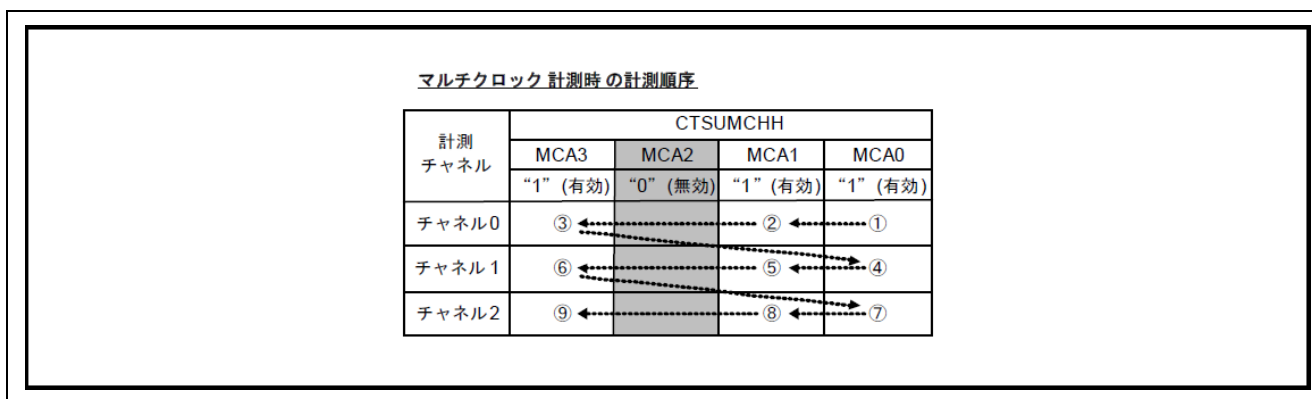 マルチクロック 計測時 の計測順序
計測
チャネル
CTSUMCHH
MCA3 MCA2 MCA1 MCA0
“1” (有効) “0” (無効) “1” (有効) “1” (有効)
チャネル0 ③ ② ①
チャネル1 ⑥ ⑤ ④
チャネル2 ⑨ ⑧ ⑦